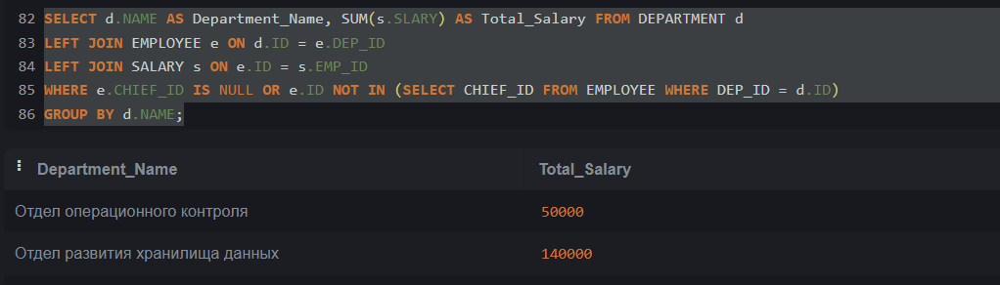 82 SELECT d.NAME AS Department_Name, SUM(s.SLARY) AS Total_Salary FROM DEPARTMENT d
83 LEFT JOIN EMPLOYEE e ON d.ID = e.DEP_ID
84 LEFT JOIN SALARY s ON e.ID = s.EMP_ID
85 WHERE e.CHIEF_ID IS NULL OR e.ID NOT IN (SELECT CHIEF_ID FROM EMPLOYEE WHERE DEP_ID = d.ID)
86 GROUP BY d.NAME;
Department_Name Total_Salary
Отдел операционного контроля 50000
Отдел развития хранилища данных 140000